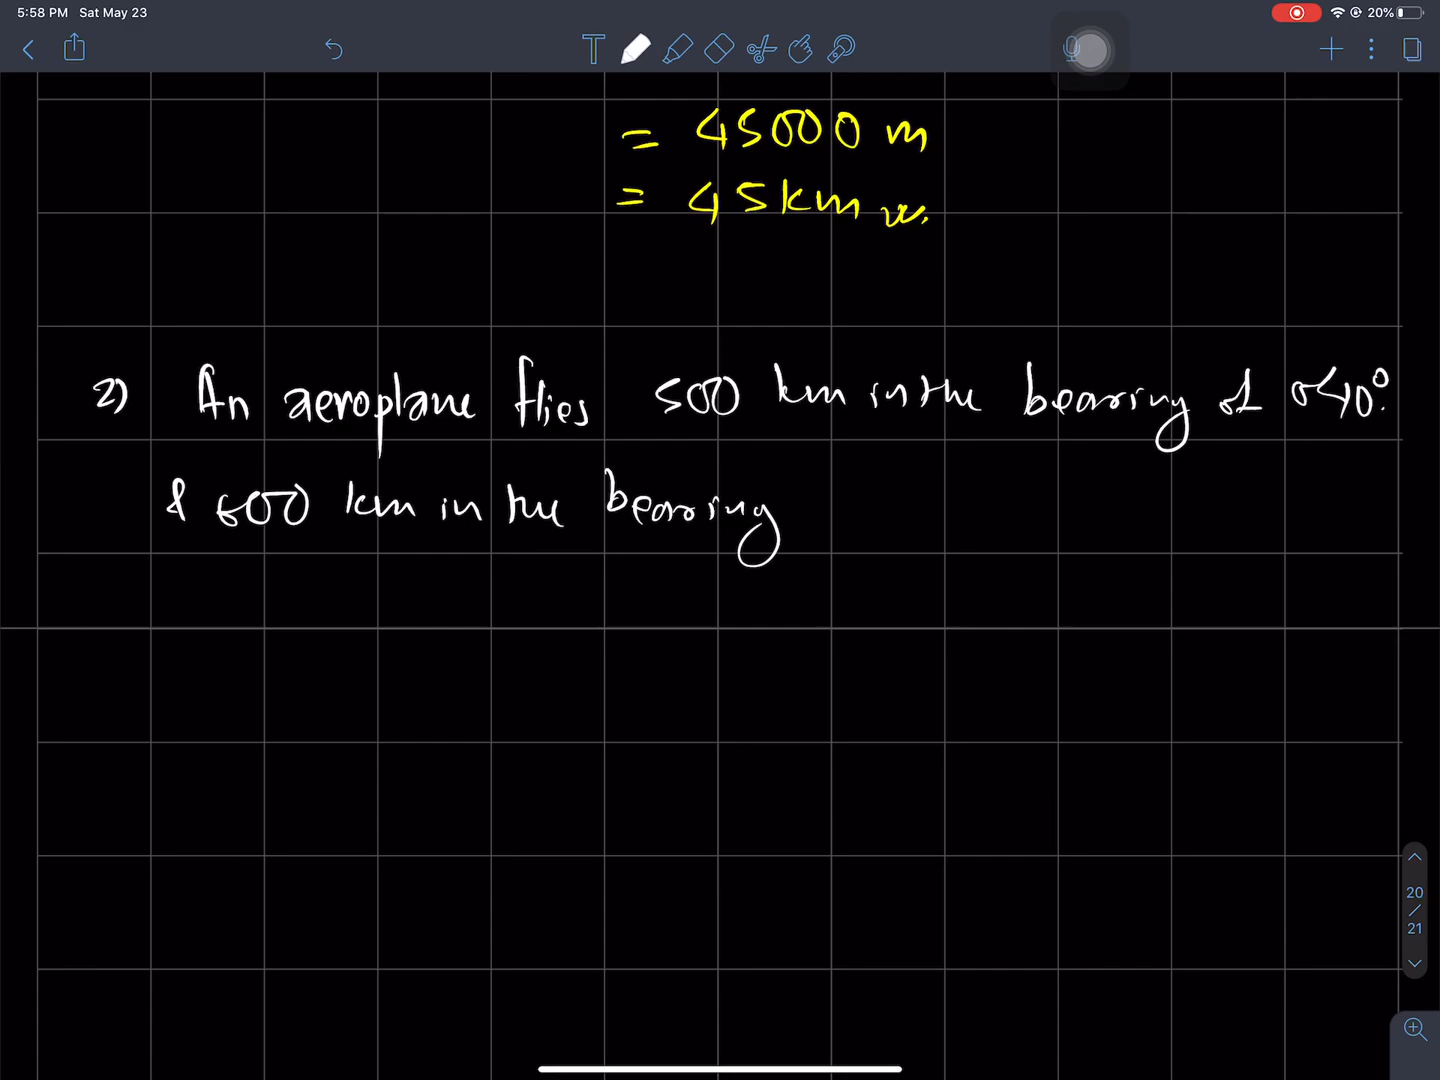 5:58 PM Sat May 23
20%
= 45000 m
= 45km
2) An aeroplane flies 500 km in the bearing of 040°.
& 600 km in the bearing
20
/
21